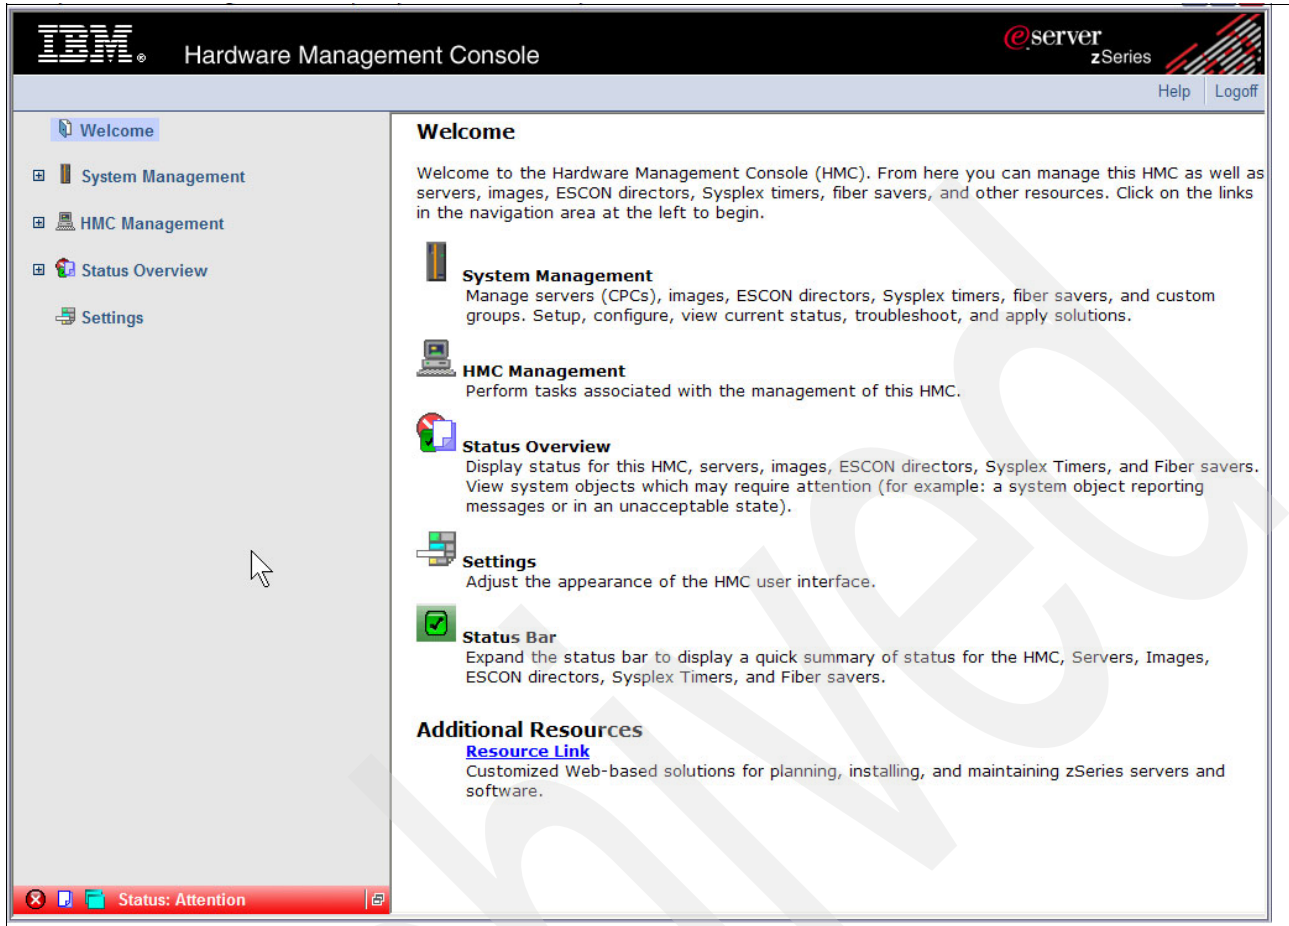 IBM®
Hardware Management Console
eserver
zSeries
Help Logoff
Welcome
System Management
HMC Management
Status Overview
Settings
Status: Attention
Welcome
Welcome to the Hardware Management Console (HMC). From here you can manage this HMC as well as
servers, images, ESCON directors, Sysplex timers, fiber savers, and other resources. Click on the links
in the navigation area at the left to begin.
System Management
Manage servers (CPCs), images, ESCON directors, Sysplex timers, fiber savers, and custom
groups. Setup, configure, view current status, troubleshoot, and apply solutions.
HMC Management
Perform tasks associated with the management of this HMC.
Status Overview
Display status for this HMC, servers, images, ESCON directors, Sysplex Timers, and Fiber savers.
View system objects which may require attention (for example: a system object reporting
messages or in an unacceptable state).
Settings
Adjust the appearance of the HMC user interface.
Status Bar
Expand the status bar to display a quick summary of status for the HMC, Servers, Images,
ESCON directors, Sysplex Timers, and Fiber savers.
Additional Resources
Resource Link
Customized Web-based solutions for planning, installing, and maintaining zSeries servers and
software.